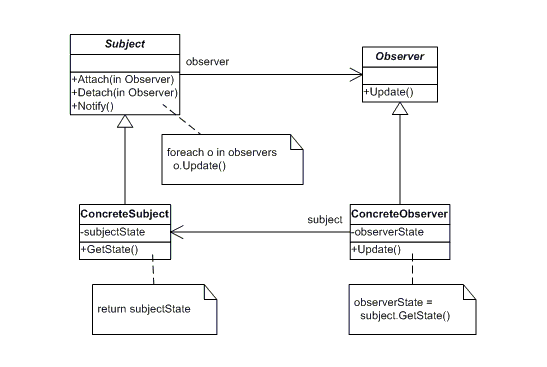 Subject
observer
Observer
+Attach(in Observer)
+Detach(in Observer)
+Notify()
+Update()
foreach o in observers
o.Update()
ConcreteSubject
-subjectState
+GetState()
subject
ConcreteObserver
-observerState
+Update()
return subjectState
observerState =
subject.GetState()